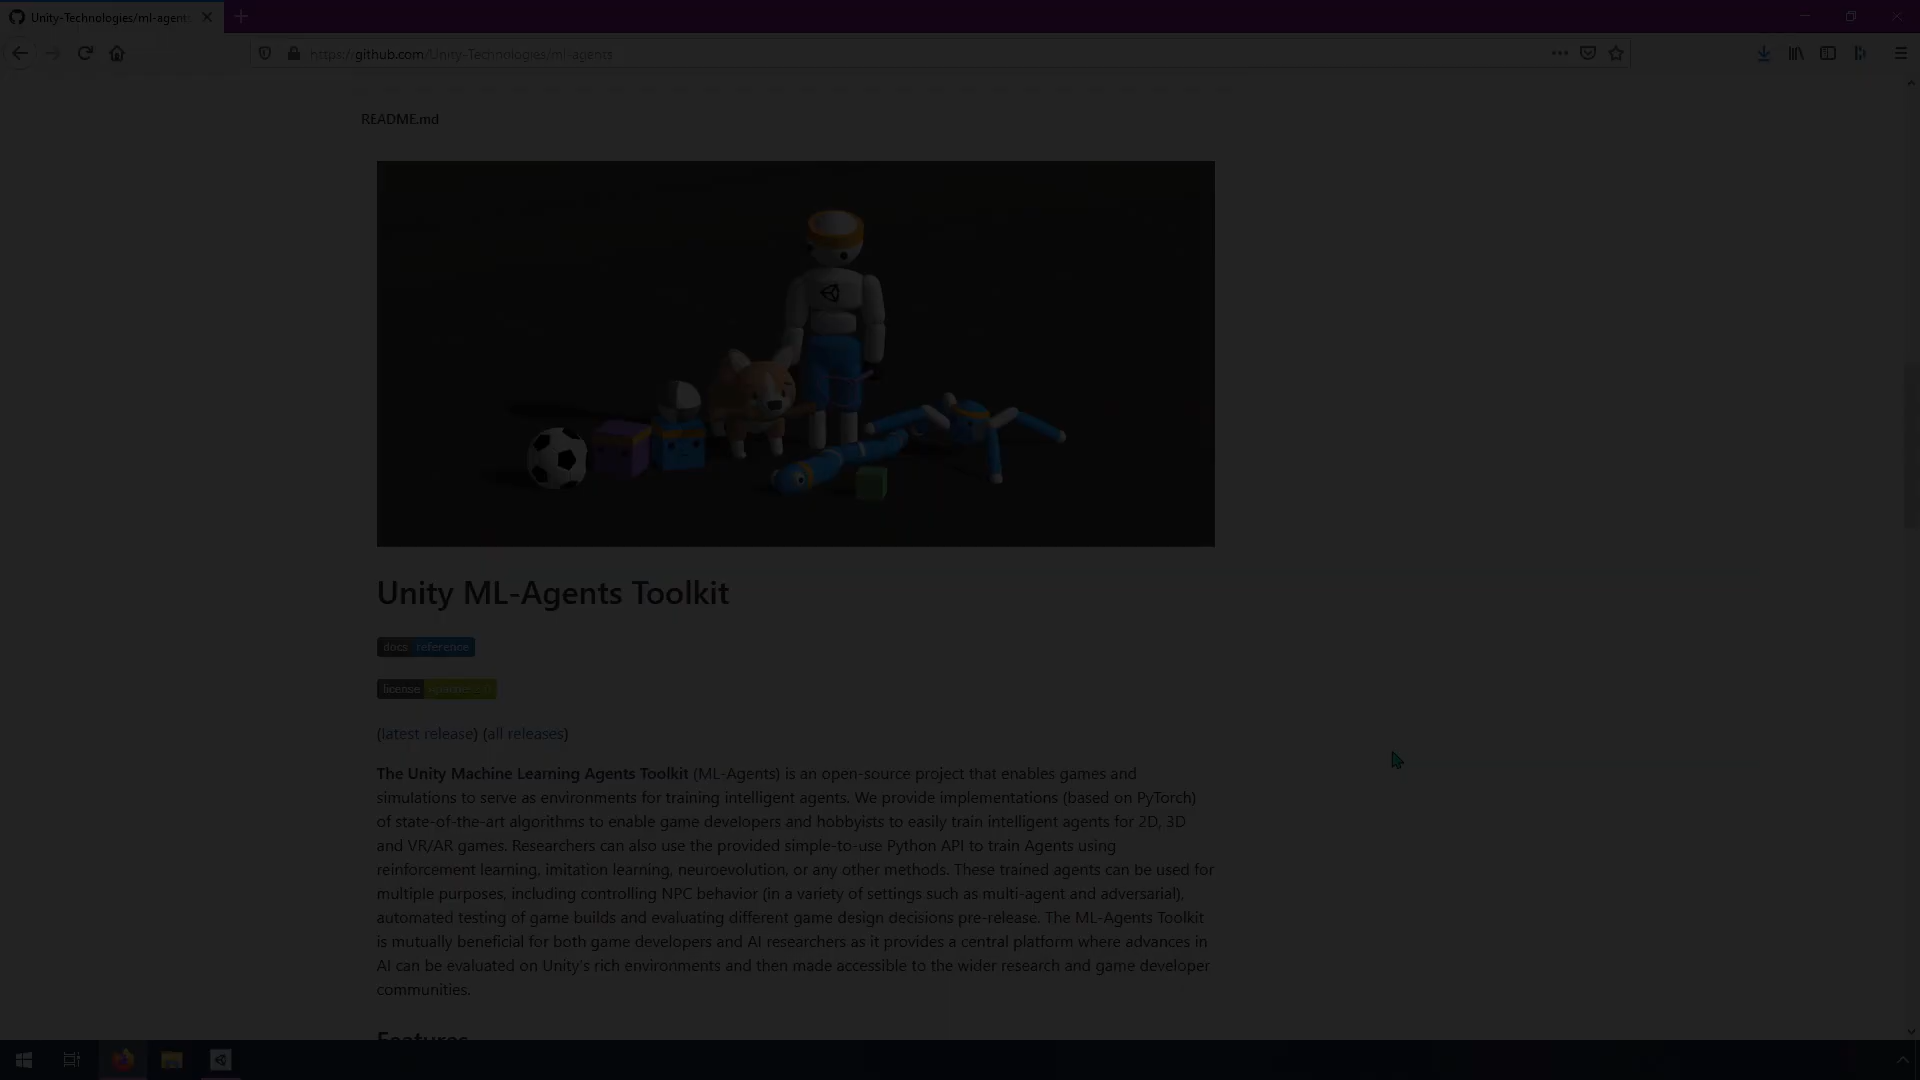 Unity-Technologies/ml-agent
https://github.com/Unity-Technologies/ml-agents
README.md
Unity ML-Agents Toolkit
docs reference
license
(latest release) (all releases)
The Unity Machine Learning Agents Toolkit (ML-Agents) is an open-source project that enables games and
simulations to serve as environments for training intelligent agents. We provide implementations (based on PyTorch)
of state-of-the-art algorithms to enable game developers and hobbyists to easily train intelligent agents for 2D, 3D
and VR/AR games. Researchers can also use the provided simple-to-use Python API to train Agents using
reinforcement learning, imitation learning, neuroevolution, or any other methods. These trained agents can be used for
multiple purposes, including controlling NPC behavior (in a variety of settings such as multi-agent and adversarial),
automated testing of game builds and evaluating different game design decisions pre-release. The ML-Agents Toolkit
is mutually beneficial for both game developers and AI researchers as it provides a central platform where advances in
AI can be evaluated on Unity's rich environments and then made accessible to the wider research and game developer
communities.
Features